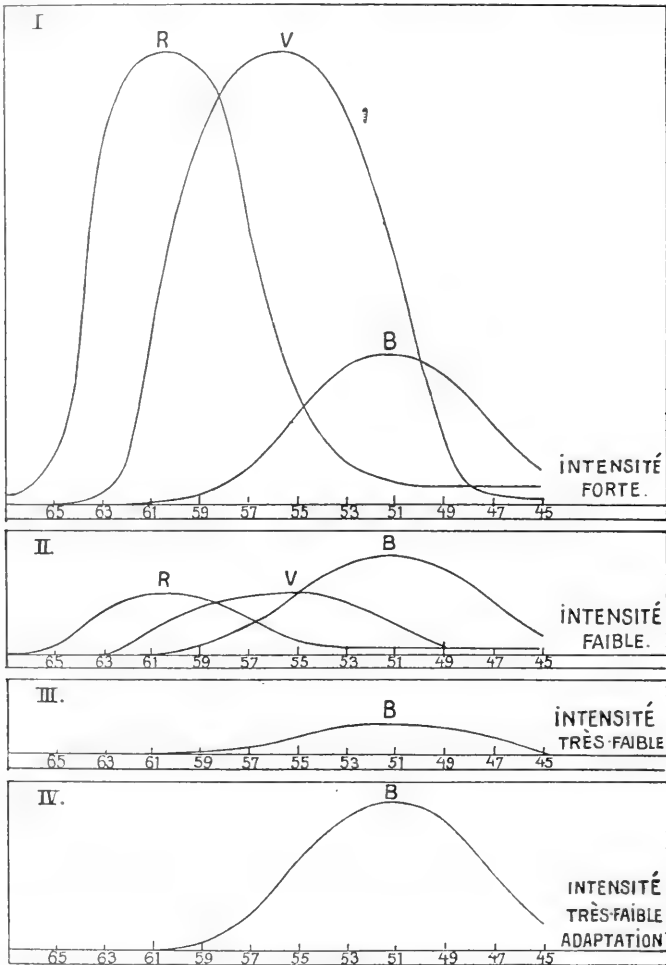 I
R V
B
INTENSITÉ
FORTE.
65 63 61 59 57 55 53 51 49 47 45
II.
R V B
INTENSITÉ
FAIBLE.
65 63 61 59 57 55 53 51 49 47 45
III.
B
INTENSITÉ
TRÈS-FAIBLE
65 63 61 59 57 55 53 51 49 47 45
IV.
B
INTENSITÉ
TRÈS-FAIBLE
ADAPTATION
65 63 61 59 57 55 53 51 49 47 45